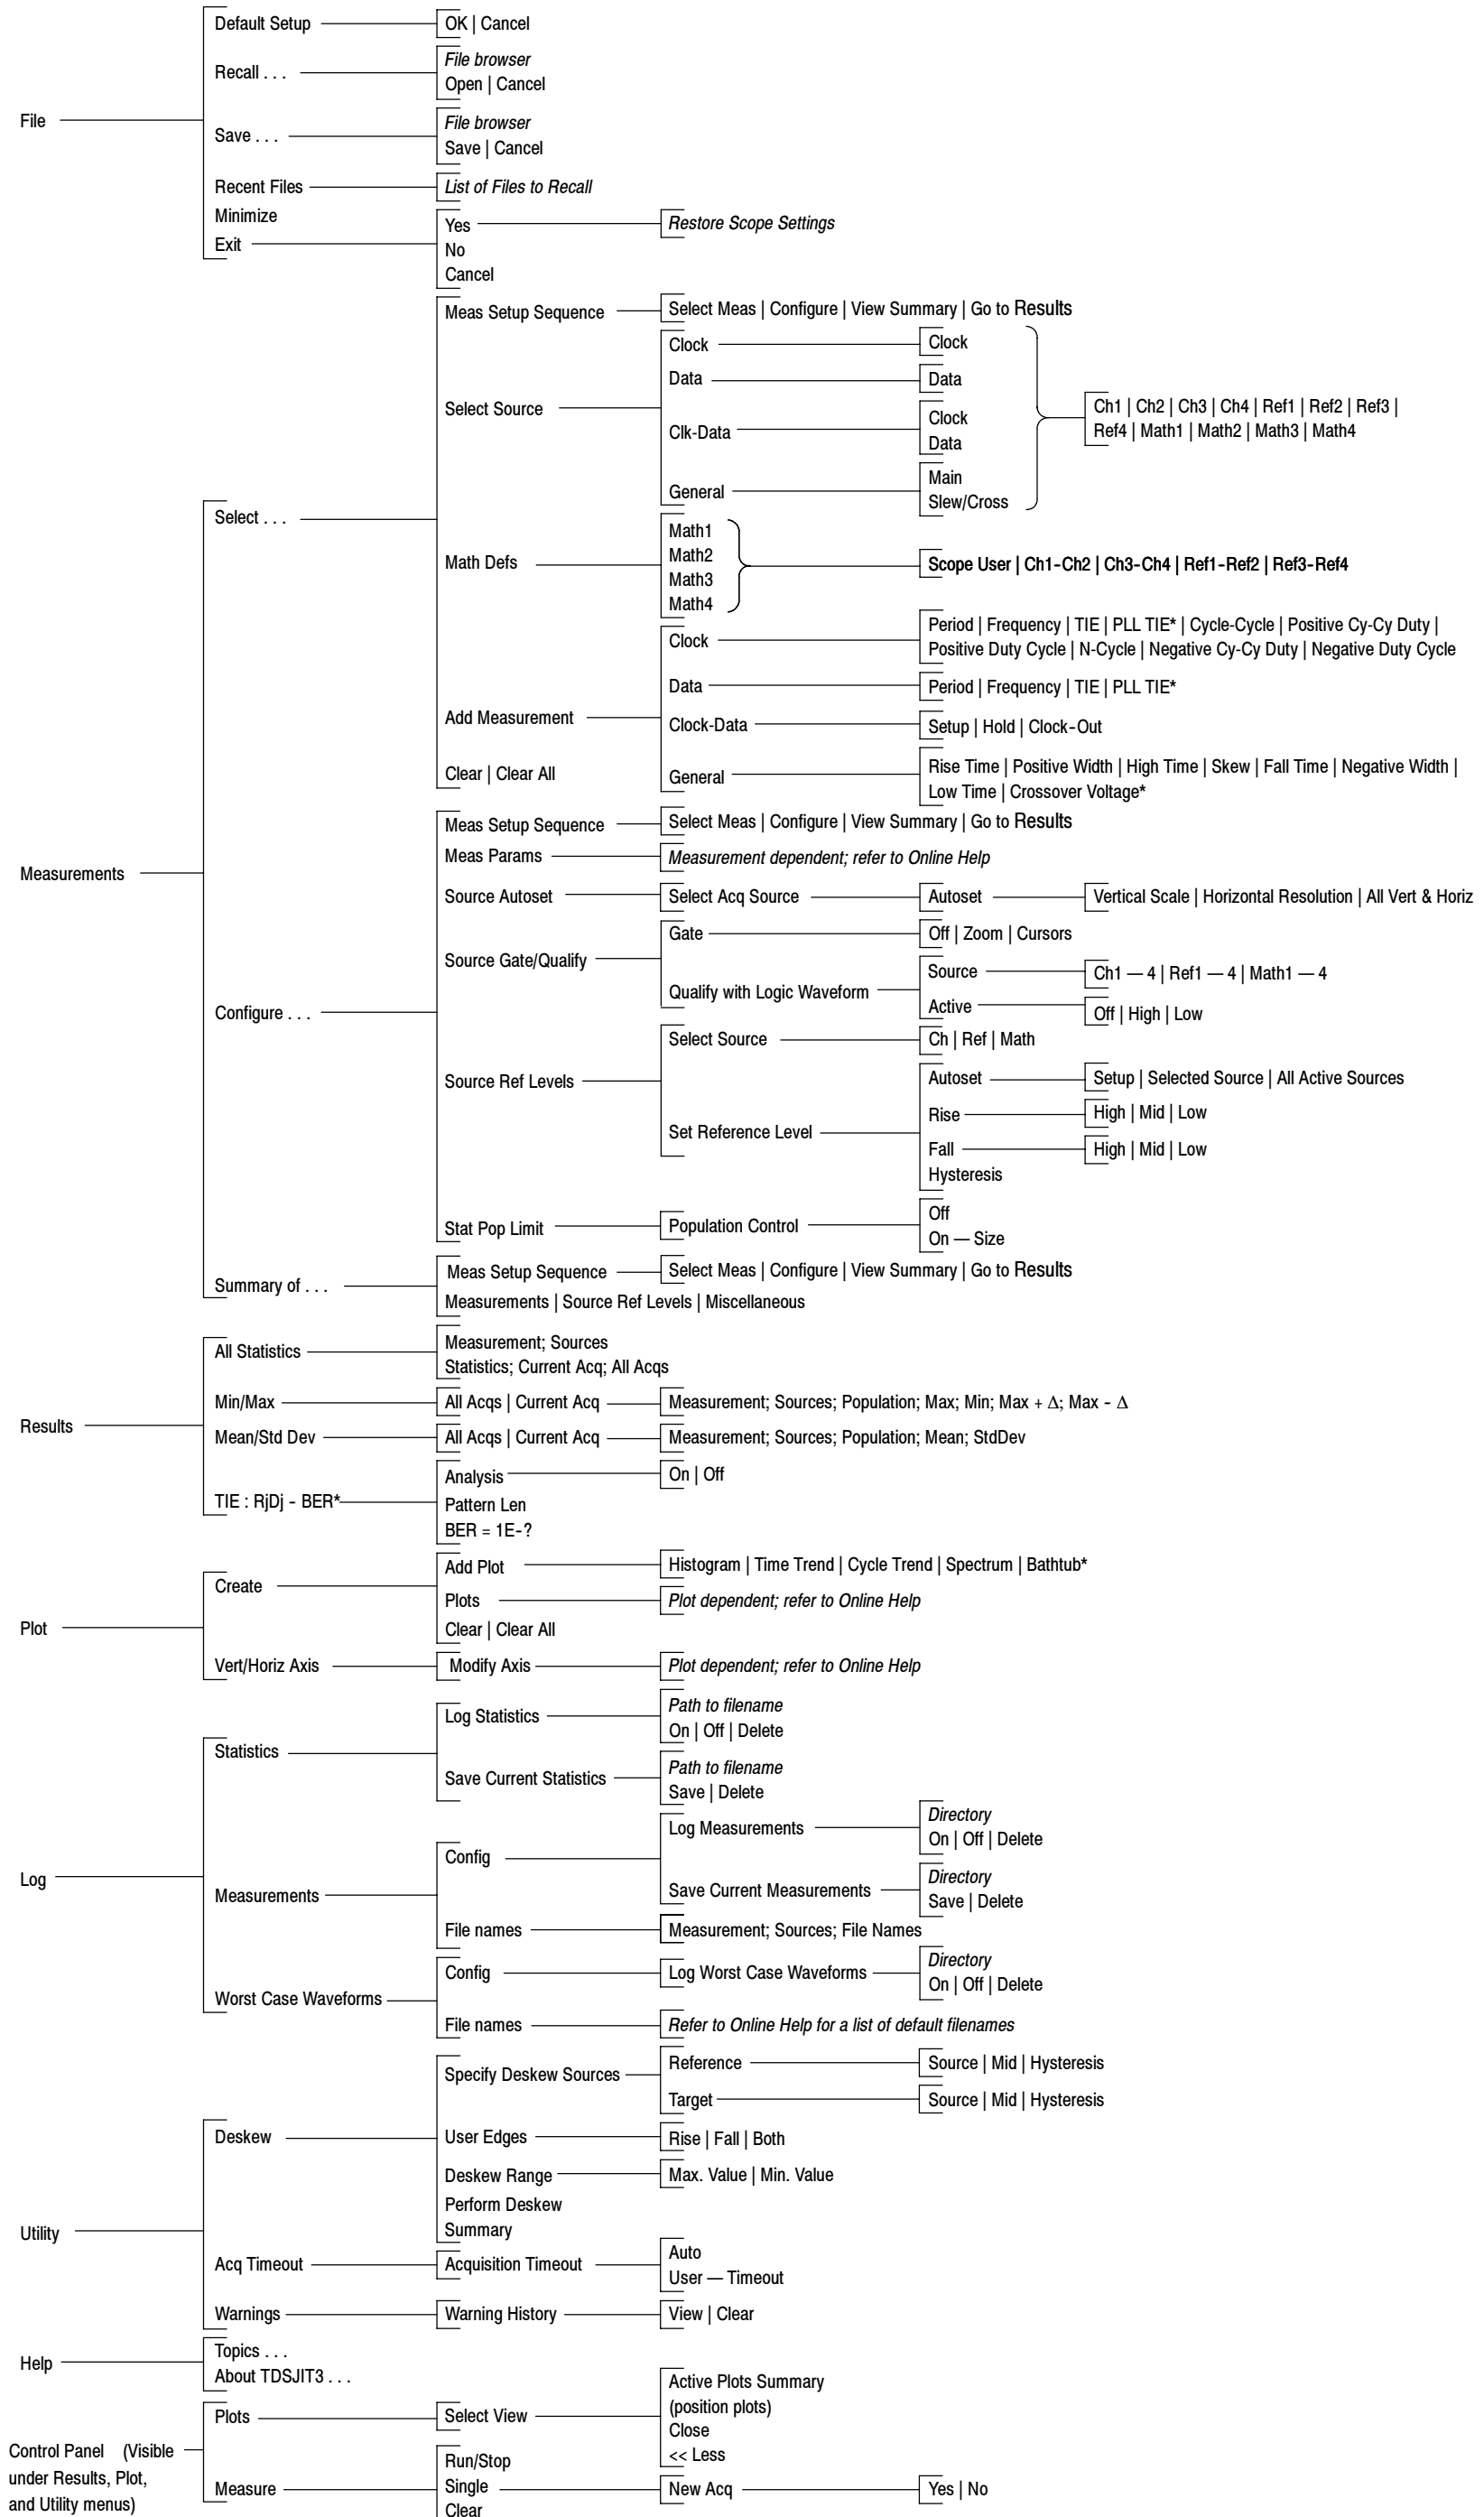 File
Default Setup
OK | Cancel
Recall . . .
File browser
Open | Cancel
Save . . .
File browser
Save | Cancel
Recent Files
List of Files to Recall
Minimize
Exit
Yes
Restore Scope Settings
No
Cancel
Measurements
Select . . .
Meas Setup Sequence
Select Meas | Configure | View Summary | Go to Results
Select Source
Clock
Clock
Data
Data
Clk-Data
Clock
Data
General
Main
Slew/Cross
Ch1 | Ch2 | Ch3 | Ch4 | Ref1 | Ref2 | Ref3 |
Ref4 | Math1 | Math2 | Math3 | Math4
Math Defs
Math1
Math2
Math3
Math4
Scope User | Ch1-Ch2 | Ch3-Ch4 | Ref1-Ref2 | Ref3-Ref4
Add Measurement
Clock
Period | Frequency | TIE | PLL TIE* | Cycle-Cycle | Positive Cy-Cy Duty |
Positive Duty Cycle | N-Cycle | Negative Cy-Cy Duty | Negative Duty Cycle
Data
Period | Frequency | TIE | PLL TIE*
Clock-Data
Setup | Hold | Clock-Out
General
Rise Time | Positive Width | High Time | Skew | Fall Time | Negative Width |
Low Time | Crossover Voltage*
Clear | Clear All
Configure . . .
Meas Setup Sequence
Select Meas | Configure | View Summary | Go to Results
Meas Params
Measurement dependent; refer to Online Help
Source Autoset
Select Acq Source
Autoset
Vertical Scale | Horizontal Resolution | All Vert & Horiz
Source Gate/Qualify
Gate
Off | Zoom | Cursors
Qualify with Logic Waveform
Source
Ch1 — 4 | Ref1 — 4 | Math1 — 4
Active
Off | High | Low
Source Ref Levels
Select Source
Ch | Ref | Math
Set Reference Level
Autoset
Setup | Selected Source | All Active Sources
Rise
High | Mid | Low
Fall
High | Mid | Low
Hysteresis
Stat Pop Limit
Population Control
Off
On — Size
Summary of . . .
Meas Setup Sequence
Select Meas | Configure | View Summary | Go to Results
Measurements | Source Ref Levels | Miscellaneous
Results
All Statistics
Measurement; Sources
Statistics; Current Acq; All Acqs
Min/Max
All Acqs | Current Acq
Measurement; Sources; Population; Max; Min; Max + Δ; Max - Δ
Mean/Std Dev
All Acqs | Current Acq
Measurement; Sources; Population; Mean; StdDev
TIE : RjDj - BER*
Analysis
On | Off
Pattern Len
BER = 1E-?
Plot
Create
Add Plot
Histogram | Time Trend | Cycle Trend | Spectrum | Bathtub*
Plots
Plot dependent; refer to Online Help
Clear | Clear All
Vert/Horiz Axis
Modify Axis
Plot dependent; refer to Online Help
Log
Statistics
Log Statistics
Path to filename
On | Off | Delete
Save Current Statistics
Path to filename
Save | Delete
Measurements
Config
Log Measurements
Directory
On | Off | Delete
Save Current Measurements
Directory
Save | Delete
File names
Measurement; Sources; File Names
Worst Case Waveforms
Config
Log Worst Case Waveforms
Directory
On | Off | Delete
File names
Refer to Online Help for a list of default filenames
Utility
Deskew
Specify Deskew Sources
Reference
Source | Mid | Hysteresis
Target
Source | Mid | Hysteresis
User Edges
Rise | Fall | Both
Deskew Range
Max. Value | Min. Value
Perform Deskew
Summary
Acq Timeout
Acquisition Timeout
Auto
User — Timeout
Warnings
Warning History
View | Clear
Help
Topics . . .
About TDSJIT3 . . .
Control Panel (Visible
under Results, Plot,
and Utility menus)
Plots
Select View
Active Plots Summary
(position plots)
Close
<< Less
Measure
Run/Stop
Single
New Acq
Yes | No
Clear